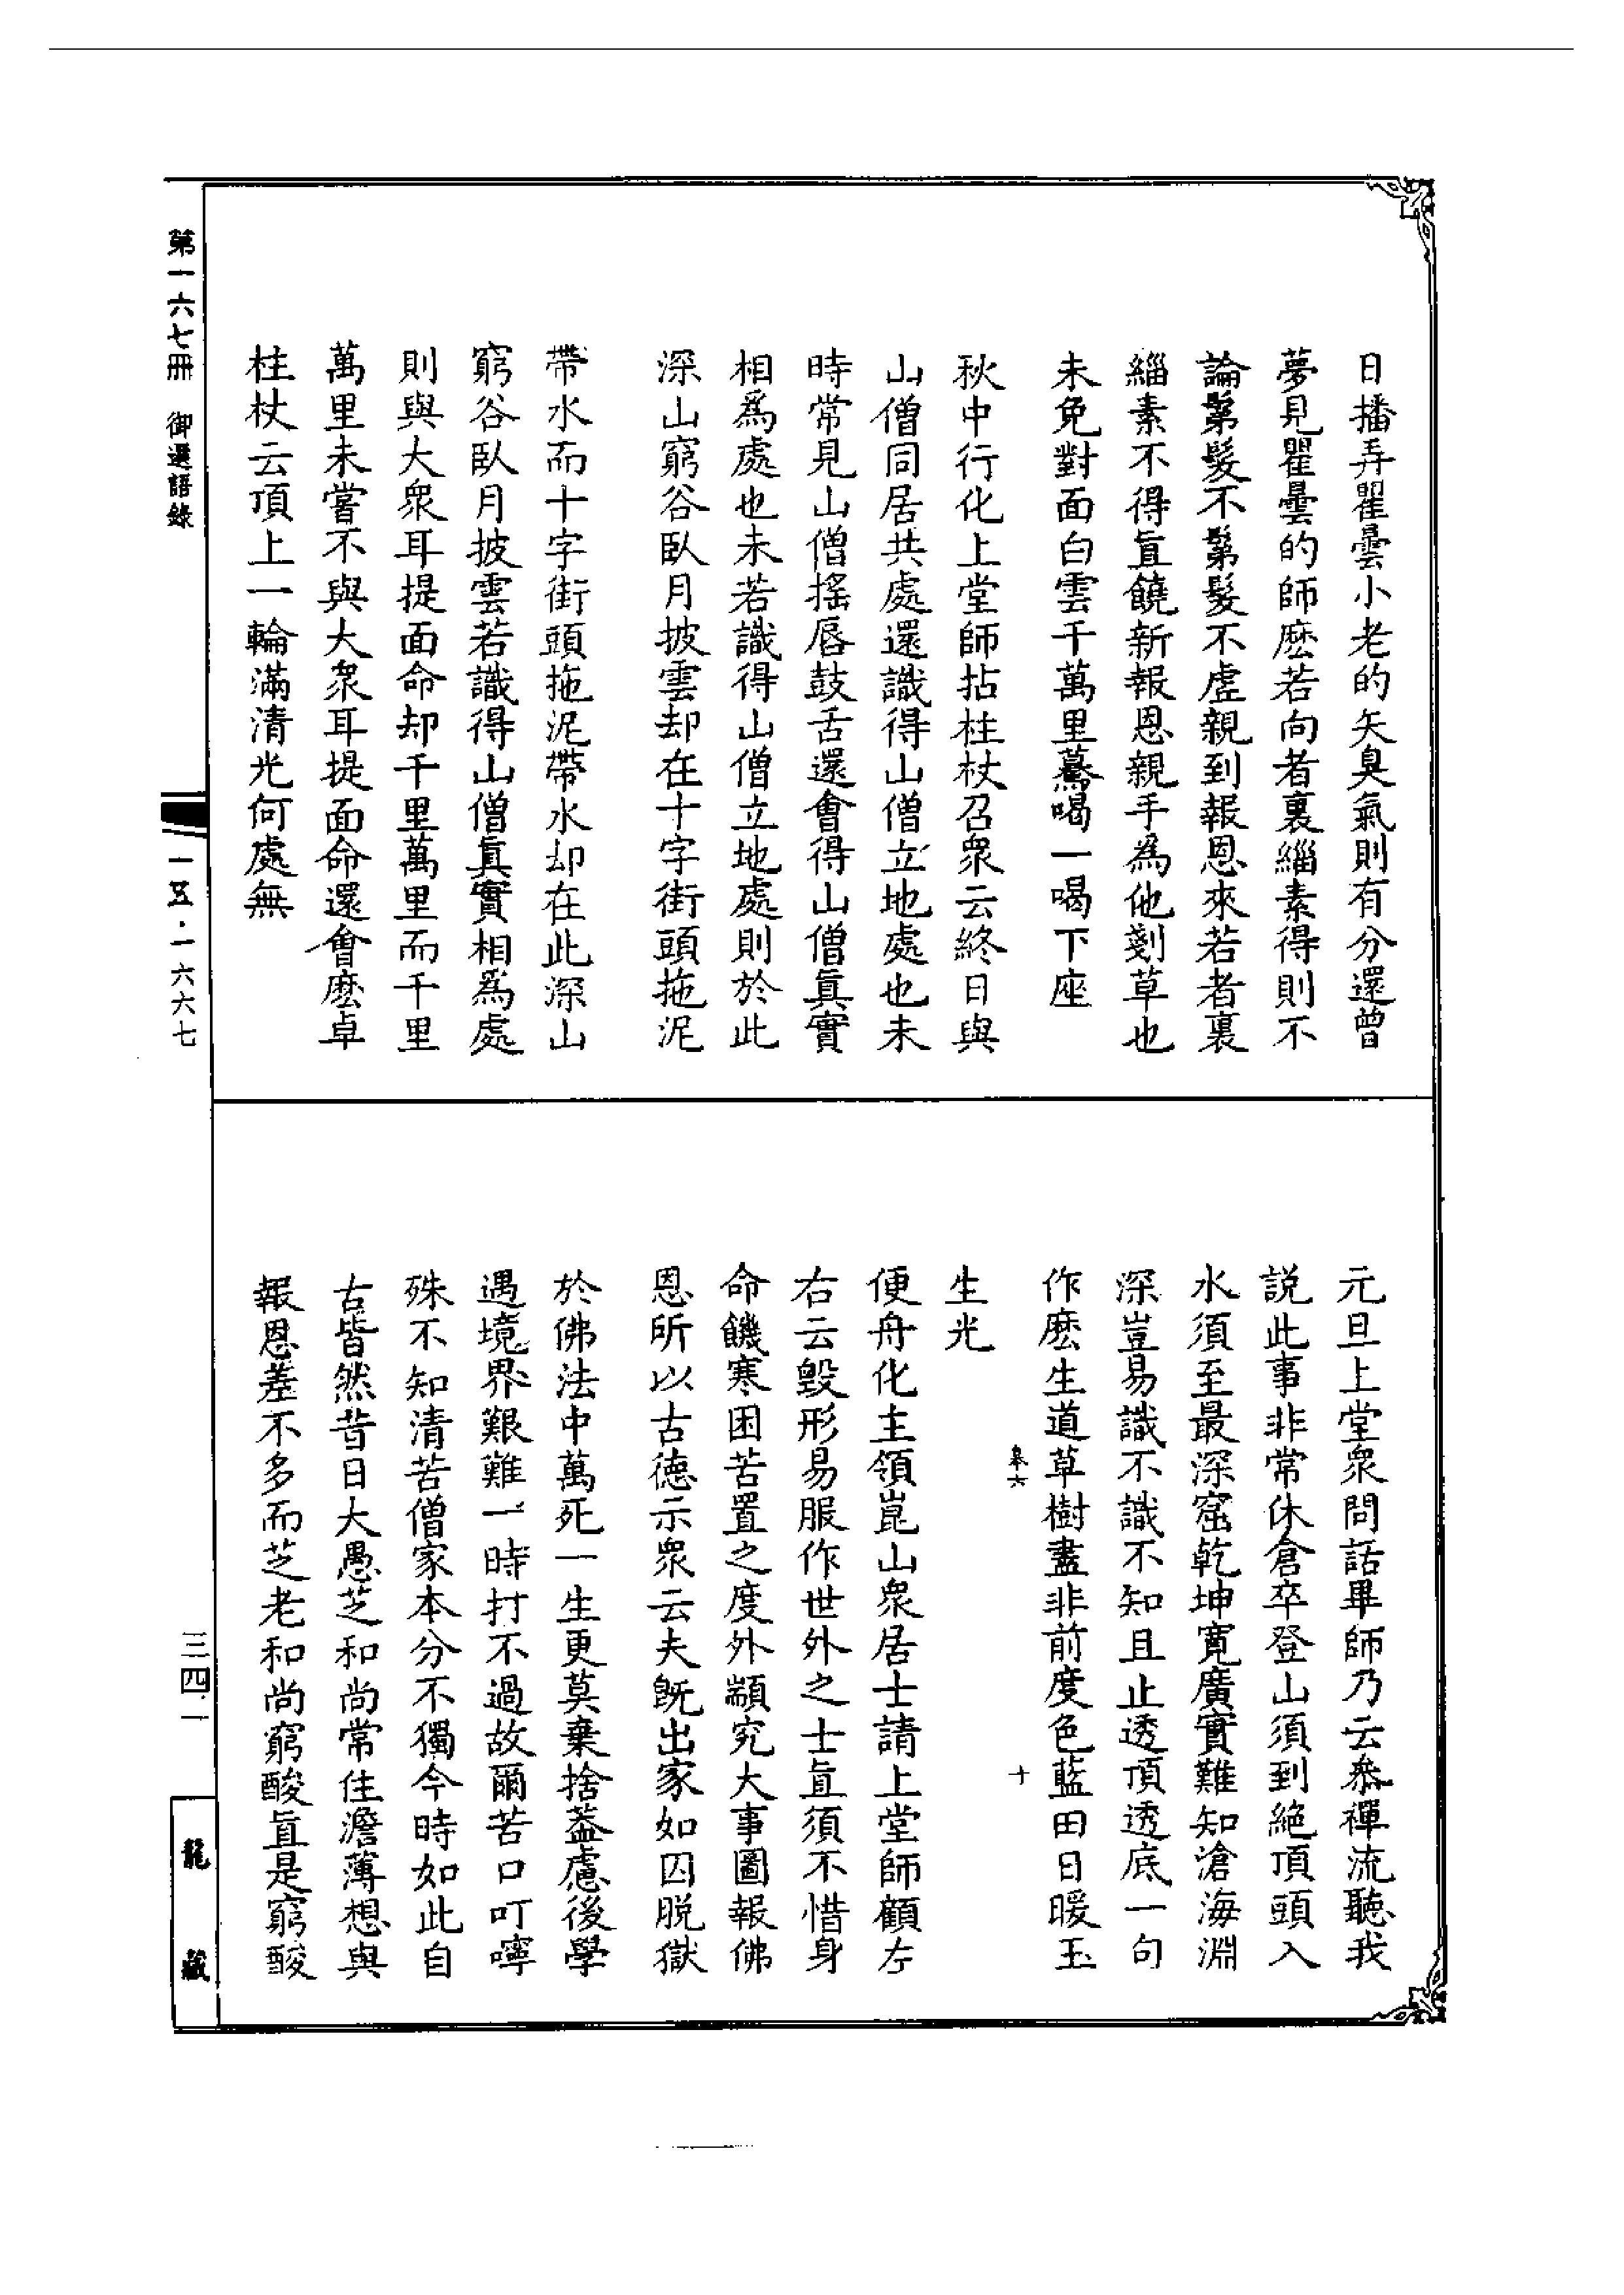 日播弄瞿曇小老的矢臭氣則有分還曾
夢見瞿曇的師麽若向者裏緇素得則不
論鬀髮不鬀髮不虛親到報恩來若者裏
緇素不得直饒新報恩親手為他剗草也
未免對面白雲千萬里驀喝一喝下座
秋中行化上堂師拈柱杖召衆云終日與
山僧同居共處還識得山僧立地處也未
時常見山僧搖唇鼓舌還會得山僧眞實
相爲處也未若識得山僧立地處則於此
深山窮谷臥月披雲却在十字街頭拖泥
帶水而十字街頭拖泥帶水却在此深山
窮谷臥月披雲若識得山僧眞實相爲處
則與大衆耳提面命却千里萬里而千里
萬里未嘗不與大衆耳提面命還會麽卓
柱杖云頂上一輪滿清光何處無
元旦上堂衆問話畢師乃云叅禪流聽我
説此事非常休倉卒登山須到絶頂頭入
水須至最深窟乾坤寛廣實難知滄海淵
深豈易識不識不知且止透頂透底一句
作麽生道草樹盡非前度色藍田日暖玉
生光
便舟化主領崑山衆居士請上堂師顧左
右云毀形易服作世外之士直須不惜身
命饑寒困苦置之度外顓究大事圖報佛
恩所以古德示衆云夫旣出家如囚脱獄
於佛法中萬死一生更莫棄捨葢慮後學
遇境界艱難一時打不過故爾苦口叮嚀
殊不知清苦僧家本分不獨今時如此自
古皆然昔日大愚芝和尚常住澹薄想與
報恩差不多而芝老和尚窮酸直是窮酸
卷六
十
第一六七冊 御選語錄
一五·一六六七
三四一
龍藏